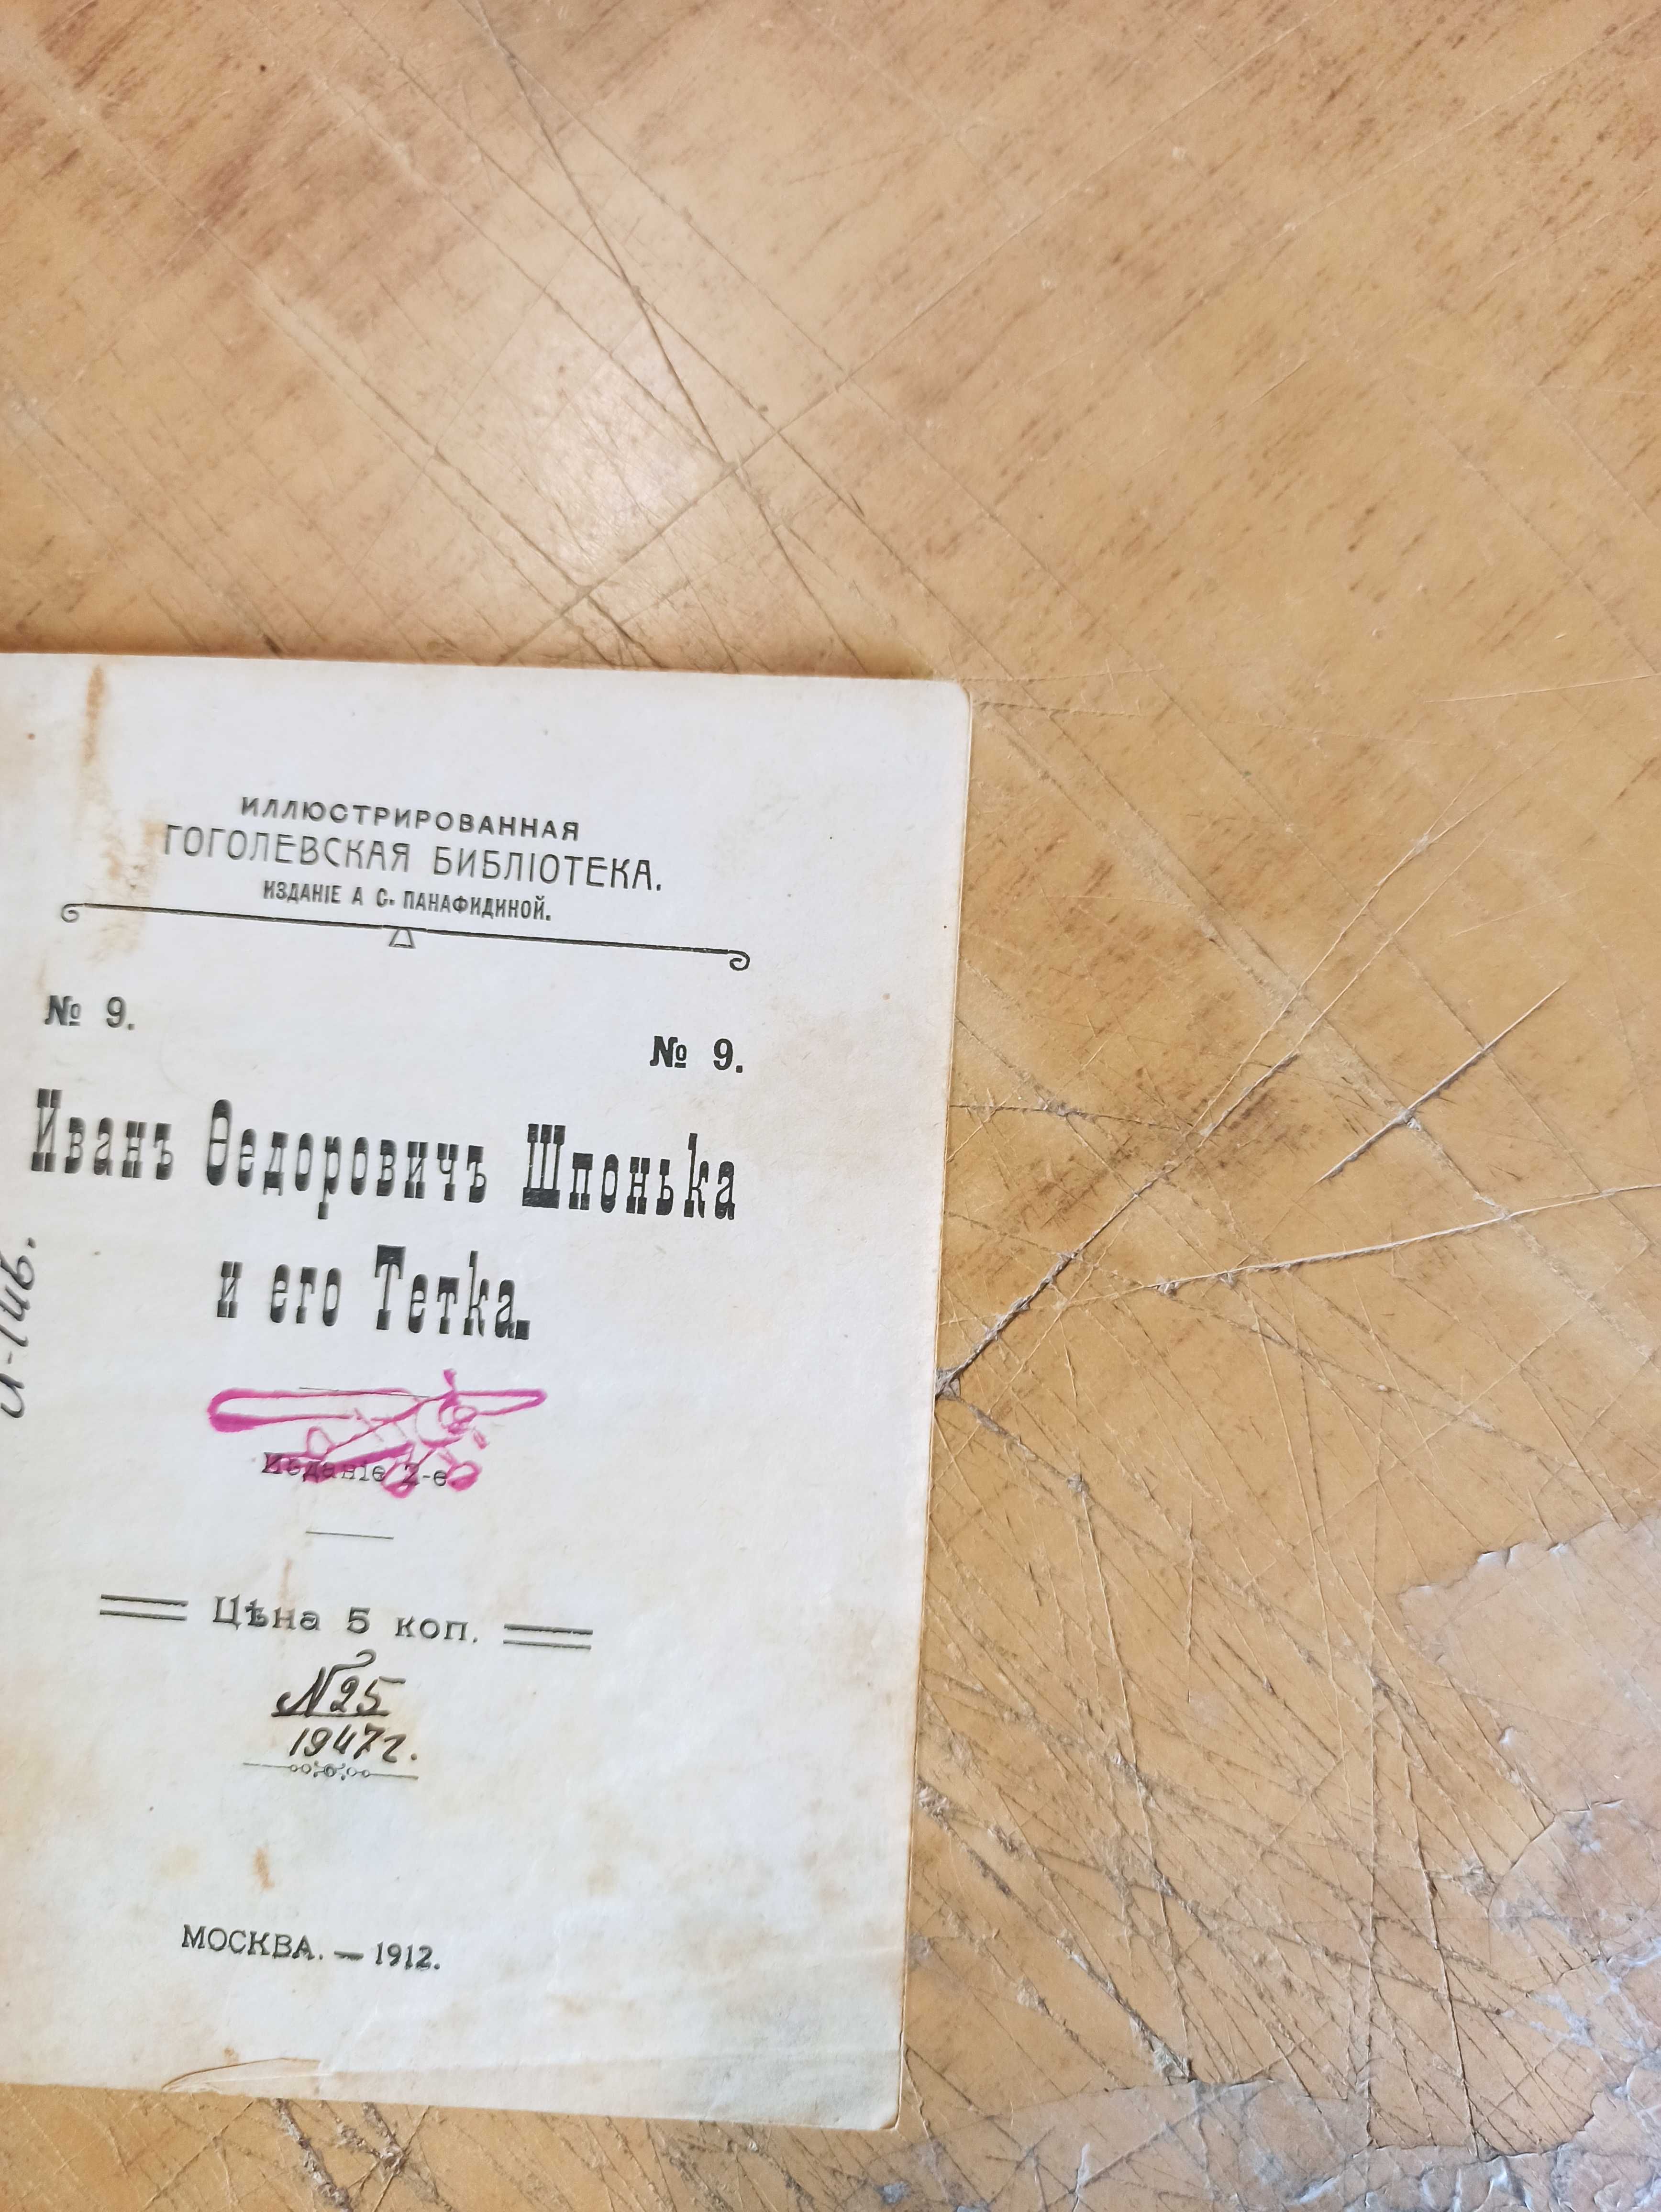 ИЛЛЮСТРИРОВАННАЯ
ГОГОЛЕВСКАЯ БИБЛІОТЕКА.
ИЗДАНІЕ А С. ПАНАФИДИНОЙ.
№ 9.
№ 9.
Иванъ Ѳедоровичъ Шпонька
и его Тетка.
Изданіе 2-е
Цѣна 5 коп.
№25
1947г.
МОСКВА. — 1912.